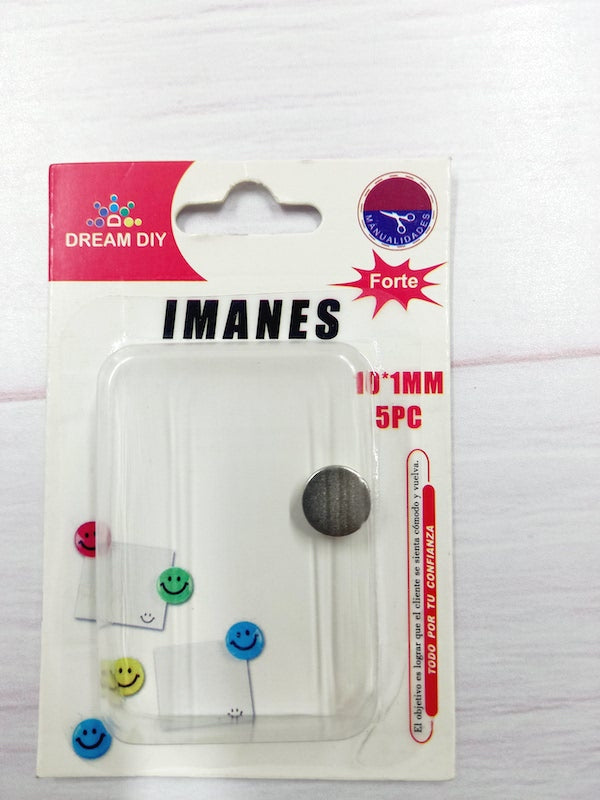 DREAM DIY
MANUALIDADES
Forte
IMANES
10*1MM
5PC
El objetivo es lograr que el cliente se sienta cómodo y vuelva.
TODO POR TU CONFIANZA